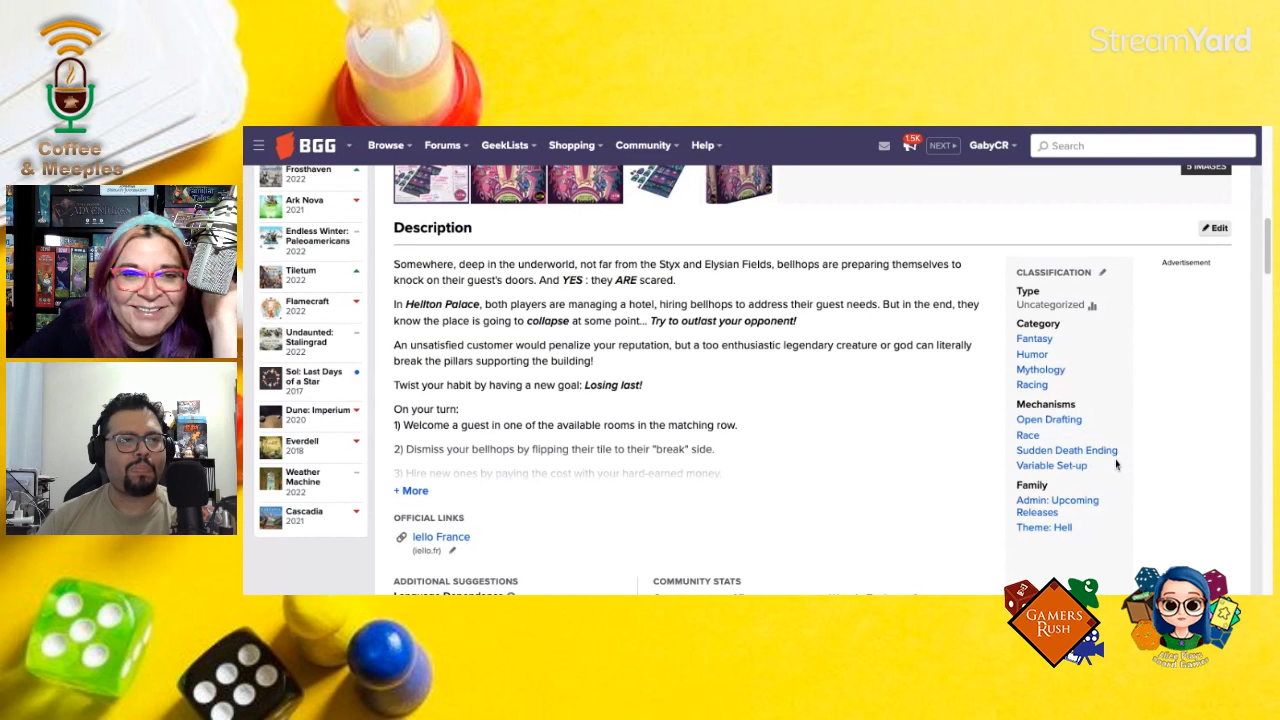 StreamYard
Coffee
& Meeples
BGG
Browse
Forums
GeekLists
Shopping
Community
Help
1.5K
NEXT
GabyCR
Search
Frosthaven
2022
Ark Nova
2021
Endless Winter:
Paleoamericans
2022
Tiletum
2022
Flamecraft
2022
Undaunted:
Stalingrad
2022
Sol: Last Days
of a Star
2017
Dune: Imperium
2020
Everdell
2018
Weather
Machine
2022
Cascadia
2021
5 IMAGES
Description
Edit
Somewhere, deep in the underworld, not far from the Styx and Elysian Fields, bellhops are preparing themselves to
knock on their guest's doors. And YES : they ARE scared.
In Hellton Palace, both players are managing a hotel, hiring bellhops to address their guest needs. But in the end, they
know the place is going to collapse at some point... Try to outlast your opponent!
An unsatisfied customer would penalize your reputation, but a too enthusiastic legendary creature or god can literally
break the pillars supporting the building!
Twist your habit by having a new goal: Losing last!
On your turn:
1) Welcome a guest in one of the available rooms in the matching row.
2) Dismiss your bellhops by flipping their tile to their "break" side.
3) Hire new ones by paying the cost with your hard-earned money.
+ More
OFFICIAL LINKS
Iello France
(iello.fr)
ADDITIONAL SUGGESTIONS
COMMUNITY STATS
CLASSIFICATION
Type
Uncategorized
Category
Fantasy
Humor
Mythology
Racing
Mechanisms
Open Drafting
Race
Sudden Death Ending
Variable Set-up
Family
Admin: Upcoming
Releases
Theme: Hell
Advertisement
GAMERS
RUSH